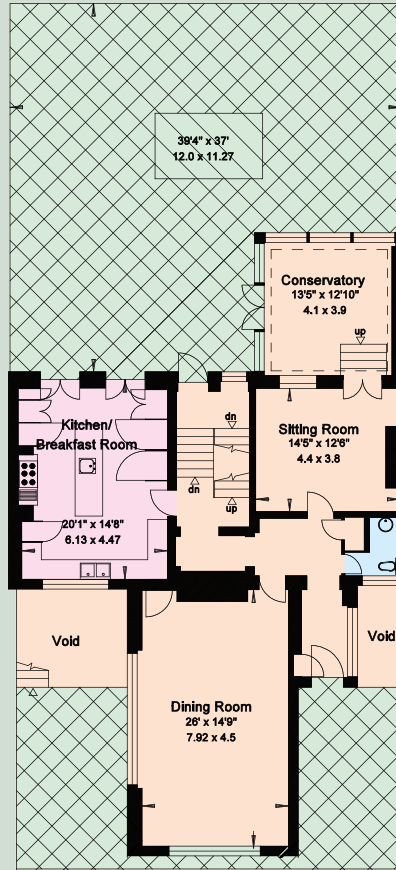 39'4" x 37'
12.0 x 11.27
Conservatory
13'5" x 12'10"
4.1 x 3.9
up
Kitchen/
Breakfast Room
20'1" x 14'8"
6.13 x 4.47
dn
dn
up
Sitting Room
14'5" x 12'6"
4.4 x 3.8
Void
Void
Dining Room
26' x 14'9"
7.92 x 4.5